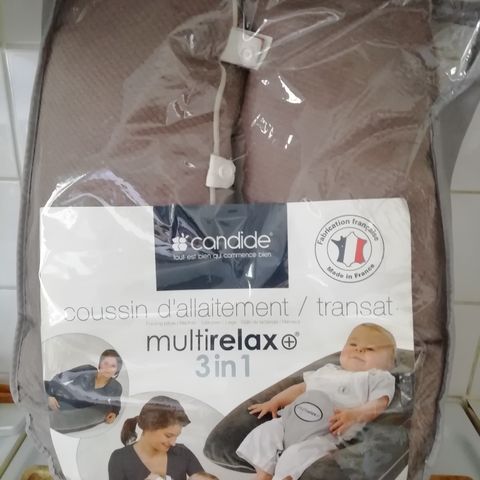 candide®
tout est bien qui commence bien
Fabrication française
Made in France
coussin d'allaitement / transat
multirelax+®
3in1